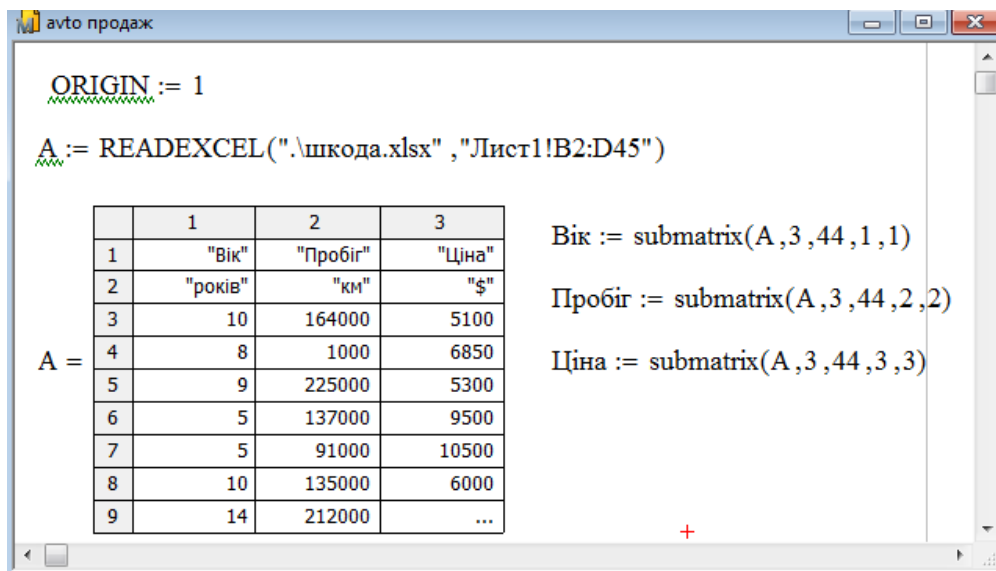 avto продаж
ORIGIN := 1
A := READEXCEL(".\шкода.xlsx" ,"Лист1!B2:D45")
1 2 3
1 "Вік" "Пробіг" "Ціна"
2 "років" "км" "$"
3 10 164000 5100
4 8 1000 6850
5 9 225000 5300
6 5 137000 9500
7 5 91000 10500
8 10 135000 6000
9 14 212000 ...
A =
Вік := submatrix(A ,3 ,44 ,1 ,1)
Пробіг := submatrix(A ,3 ,44 ,2 ,2)
Ціна := submatrix(A ,3 ,44 ,3 ,3)